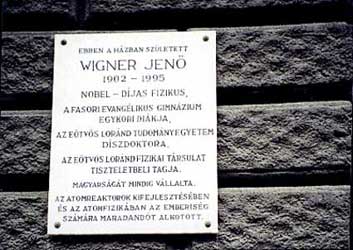 EBBEN A HÁZBAN SZÜLETETT
WIGNER JENŐ
1902 – 1995
NOBEL – DÍJAS FIZIKUS,
A FASORI EVANGÉLIKUS GIMNÁZIUM
EGYKORI DIÁKJA,
AZ EÖTVÖS LORÁND TUDOMÁNYEGYETEM
DÍSZDOKTORA,
AZ EÖTVÖS LORÁND FIZIKAI TÁRSULAT
TISZTELETBELI TAGJA.
MAGYARSÁGÁT MINDIG VÁLLALTA.
AZ ATOMREAKTOROK KIFEJLESZTÉSÉBEN
ÉS AZ ATOMFIZIKÁBAN AZ EMBERISÉG
SZÁMÁRA MARADANDÓT ALKOTOTT.